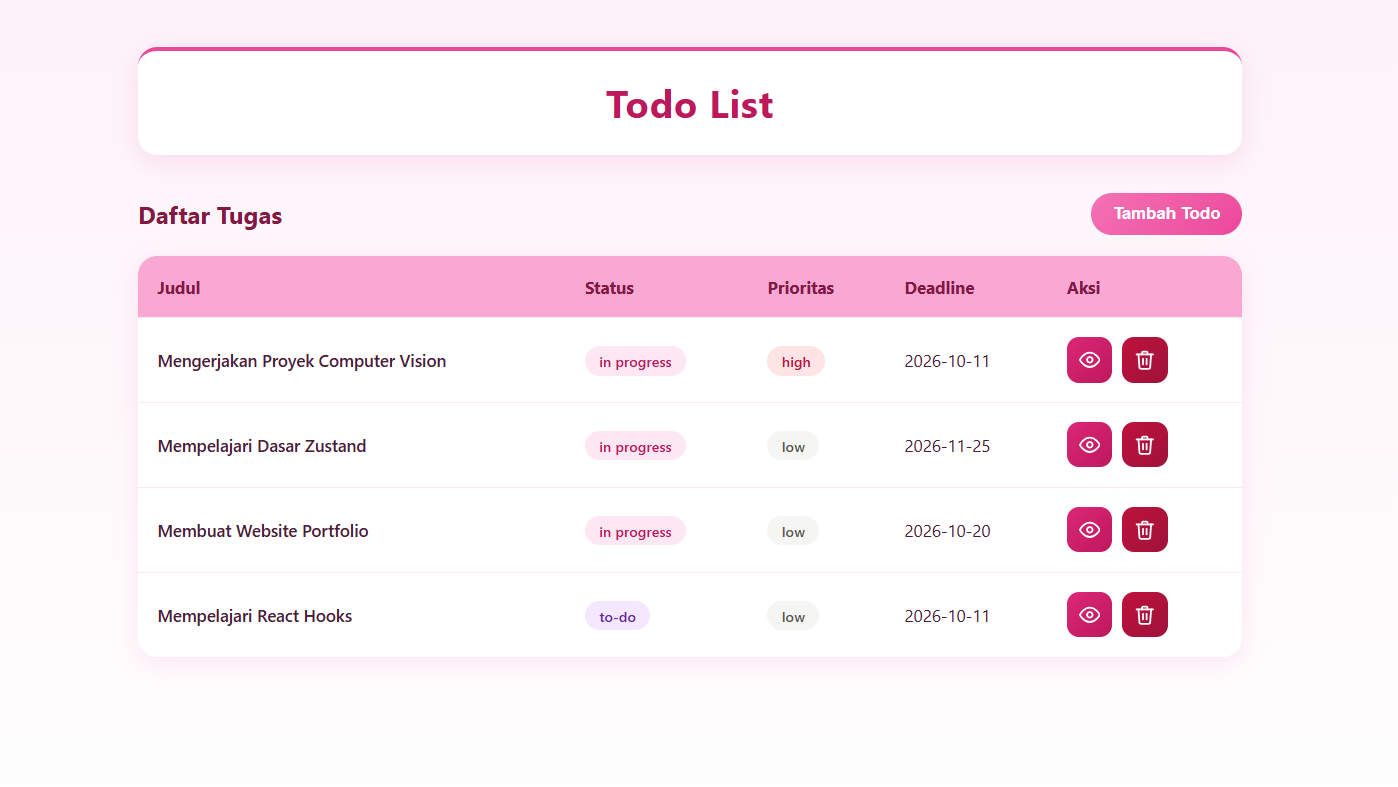 Todo List
Daftar Tugas
Tambah Todo
Judul Status Prioritas Deadline Aksi
Mengerjakan Proyek Computer Vision in progress high 2026-10-11
Mempelajari Dasar Zustand in progress low 2026-11-25
Membuat Website Portfolio in progress low 2026-10-20
Mempelajari React Hooks to-do low 2026-10-11